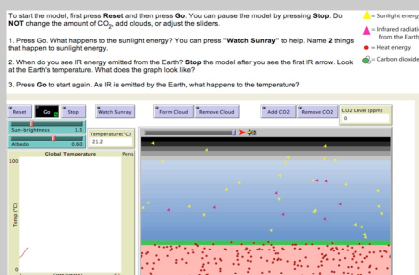 To start the model, first press Reset and then press Go. You can pause the model by pressing Stop. Do
NOT change the amount of CO2, add clouds, or adjust the sliders.
1. Press Go. What happens to the sunlight energy? You can press "Watch Sunray" to help. Name 2 things
that happen to sunlight energy.
2. When do you see IR energy emitted from the Earth? Stop the model after you see the first IR arrow. Look
at the Earth's temperature. What does the graph look like?
3. Press Go to start again. As IR is emitted by the Earth, what happens to the temperature?
= Sunlight energy
= Infrared radiatio
from the Earth
= Heat energy
= Carbon dioxide
Reset Go Stop Watch Sunray Form Cloud Remove Cloud Add CO2 Remove CO2 CO2 Level (ppm)
0
Sun-brightness 1.5
Albedo 0.60
Temperature (°C)
21.2
Global Temperature Pens
100
Temp (°C)
0